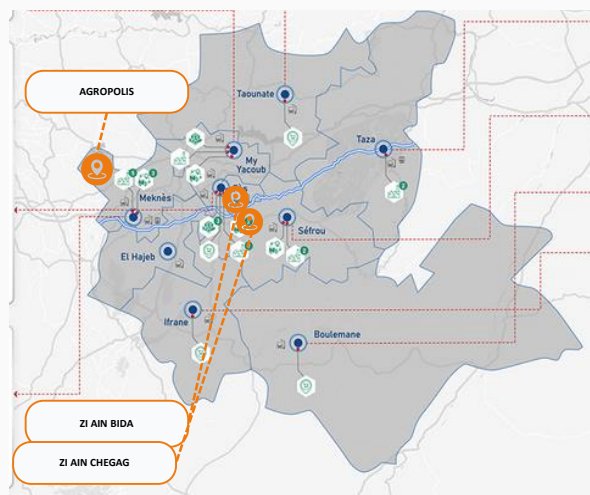 AGROPOLIS
Taounate
Taza
My
Yacoub
Meknès
Séfrou
El Hajeb
Ifrane
Boulemane
ZI AIN BIDA
ZI AIN CHEGAG